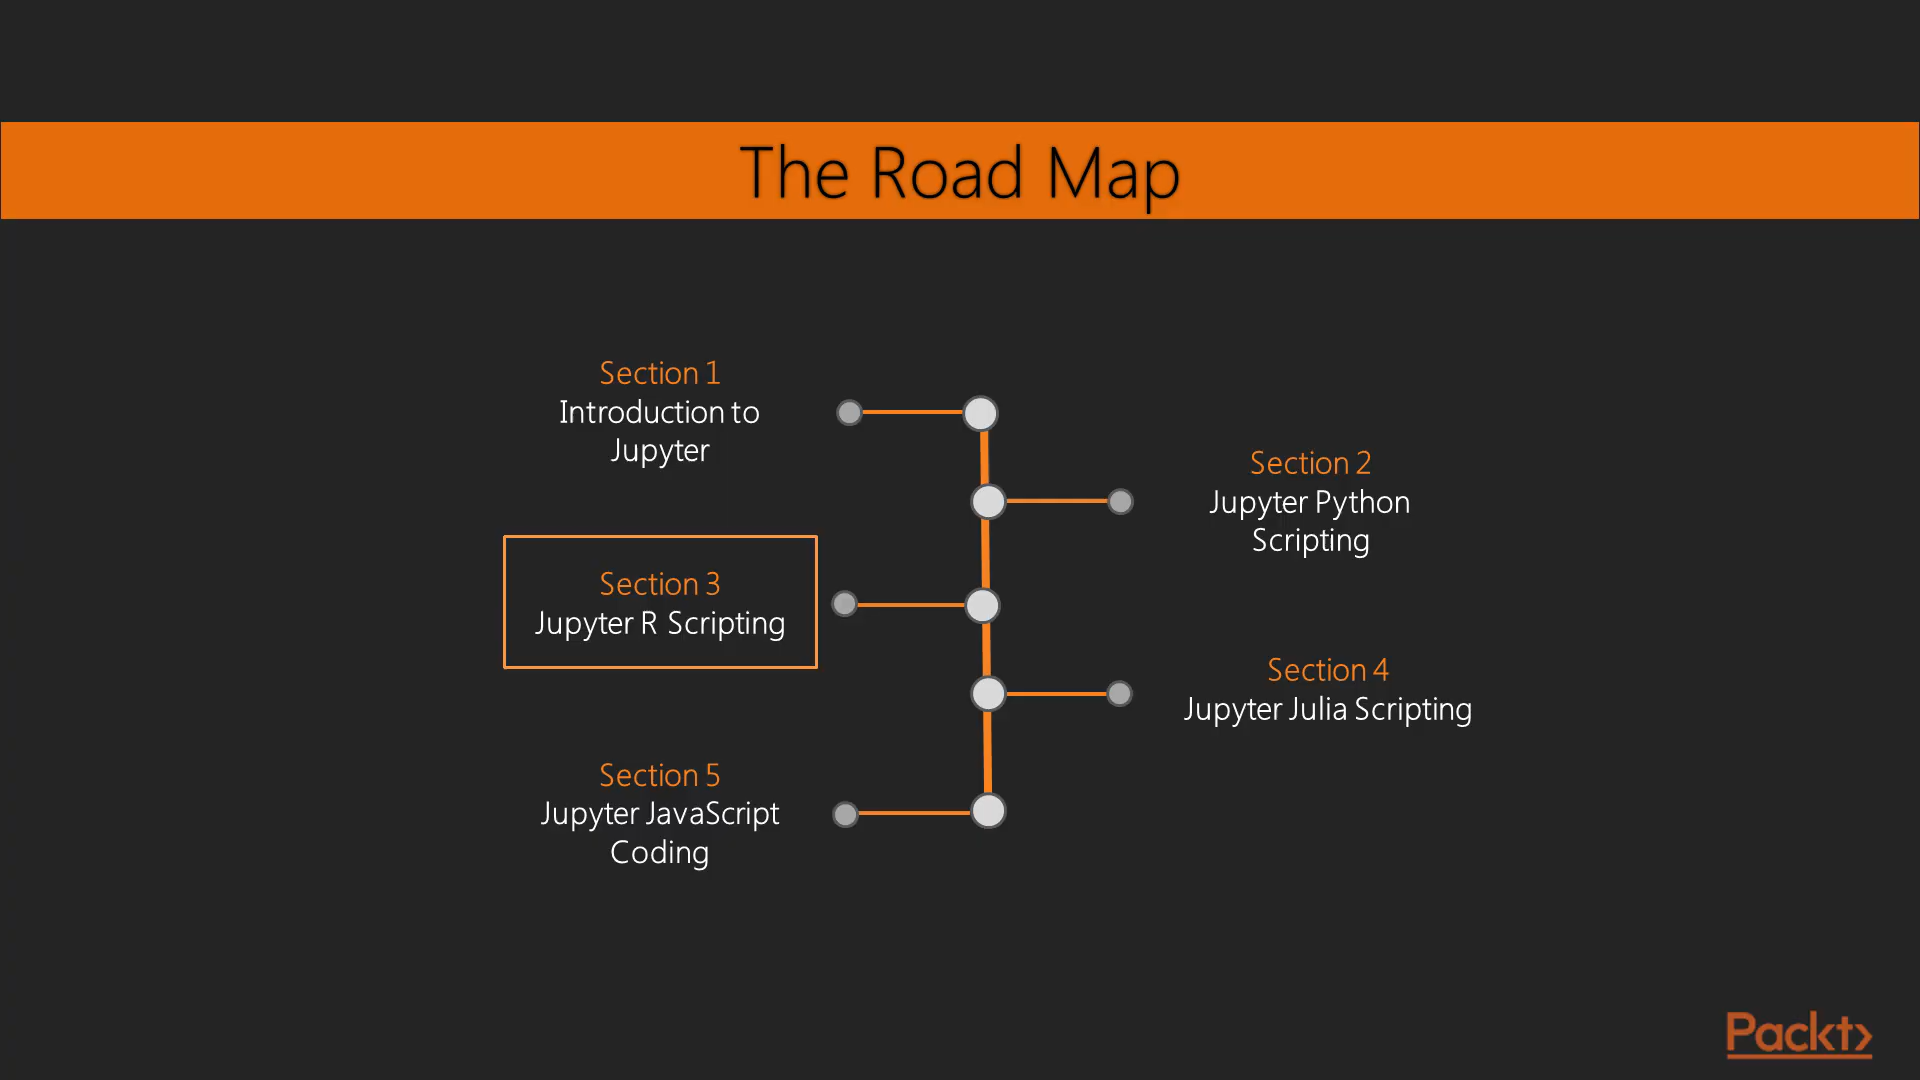 The Road Map
Section 1
Introduction to
Jupyter
Section 2
Jupyter Python
Scripting
Section 3
Jupyter R Scripting
Section 4
Jupyter Julia Scripting
Section 5
Jupyter JavaScript
Coding
Packt>